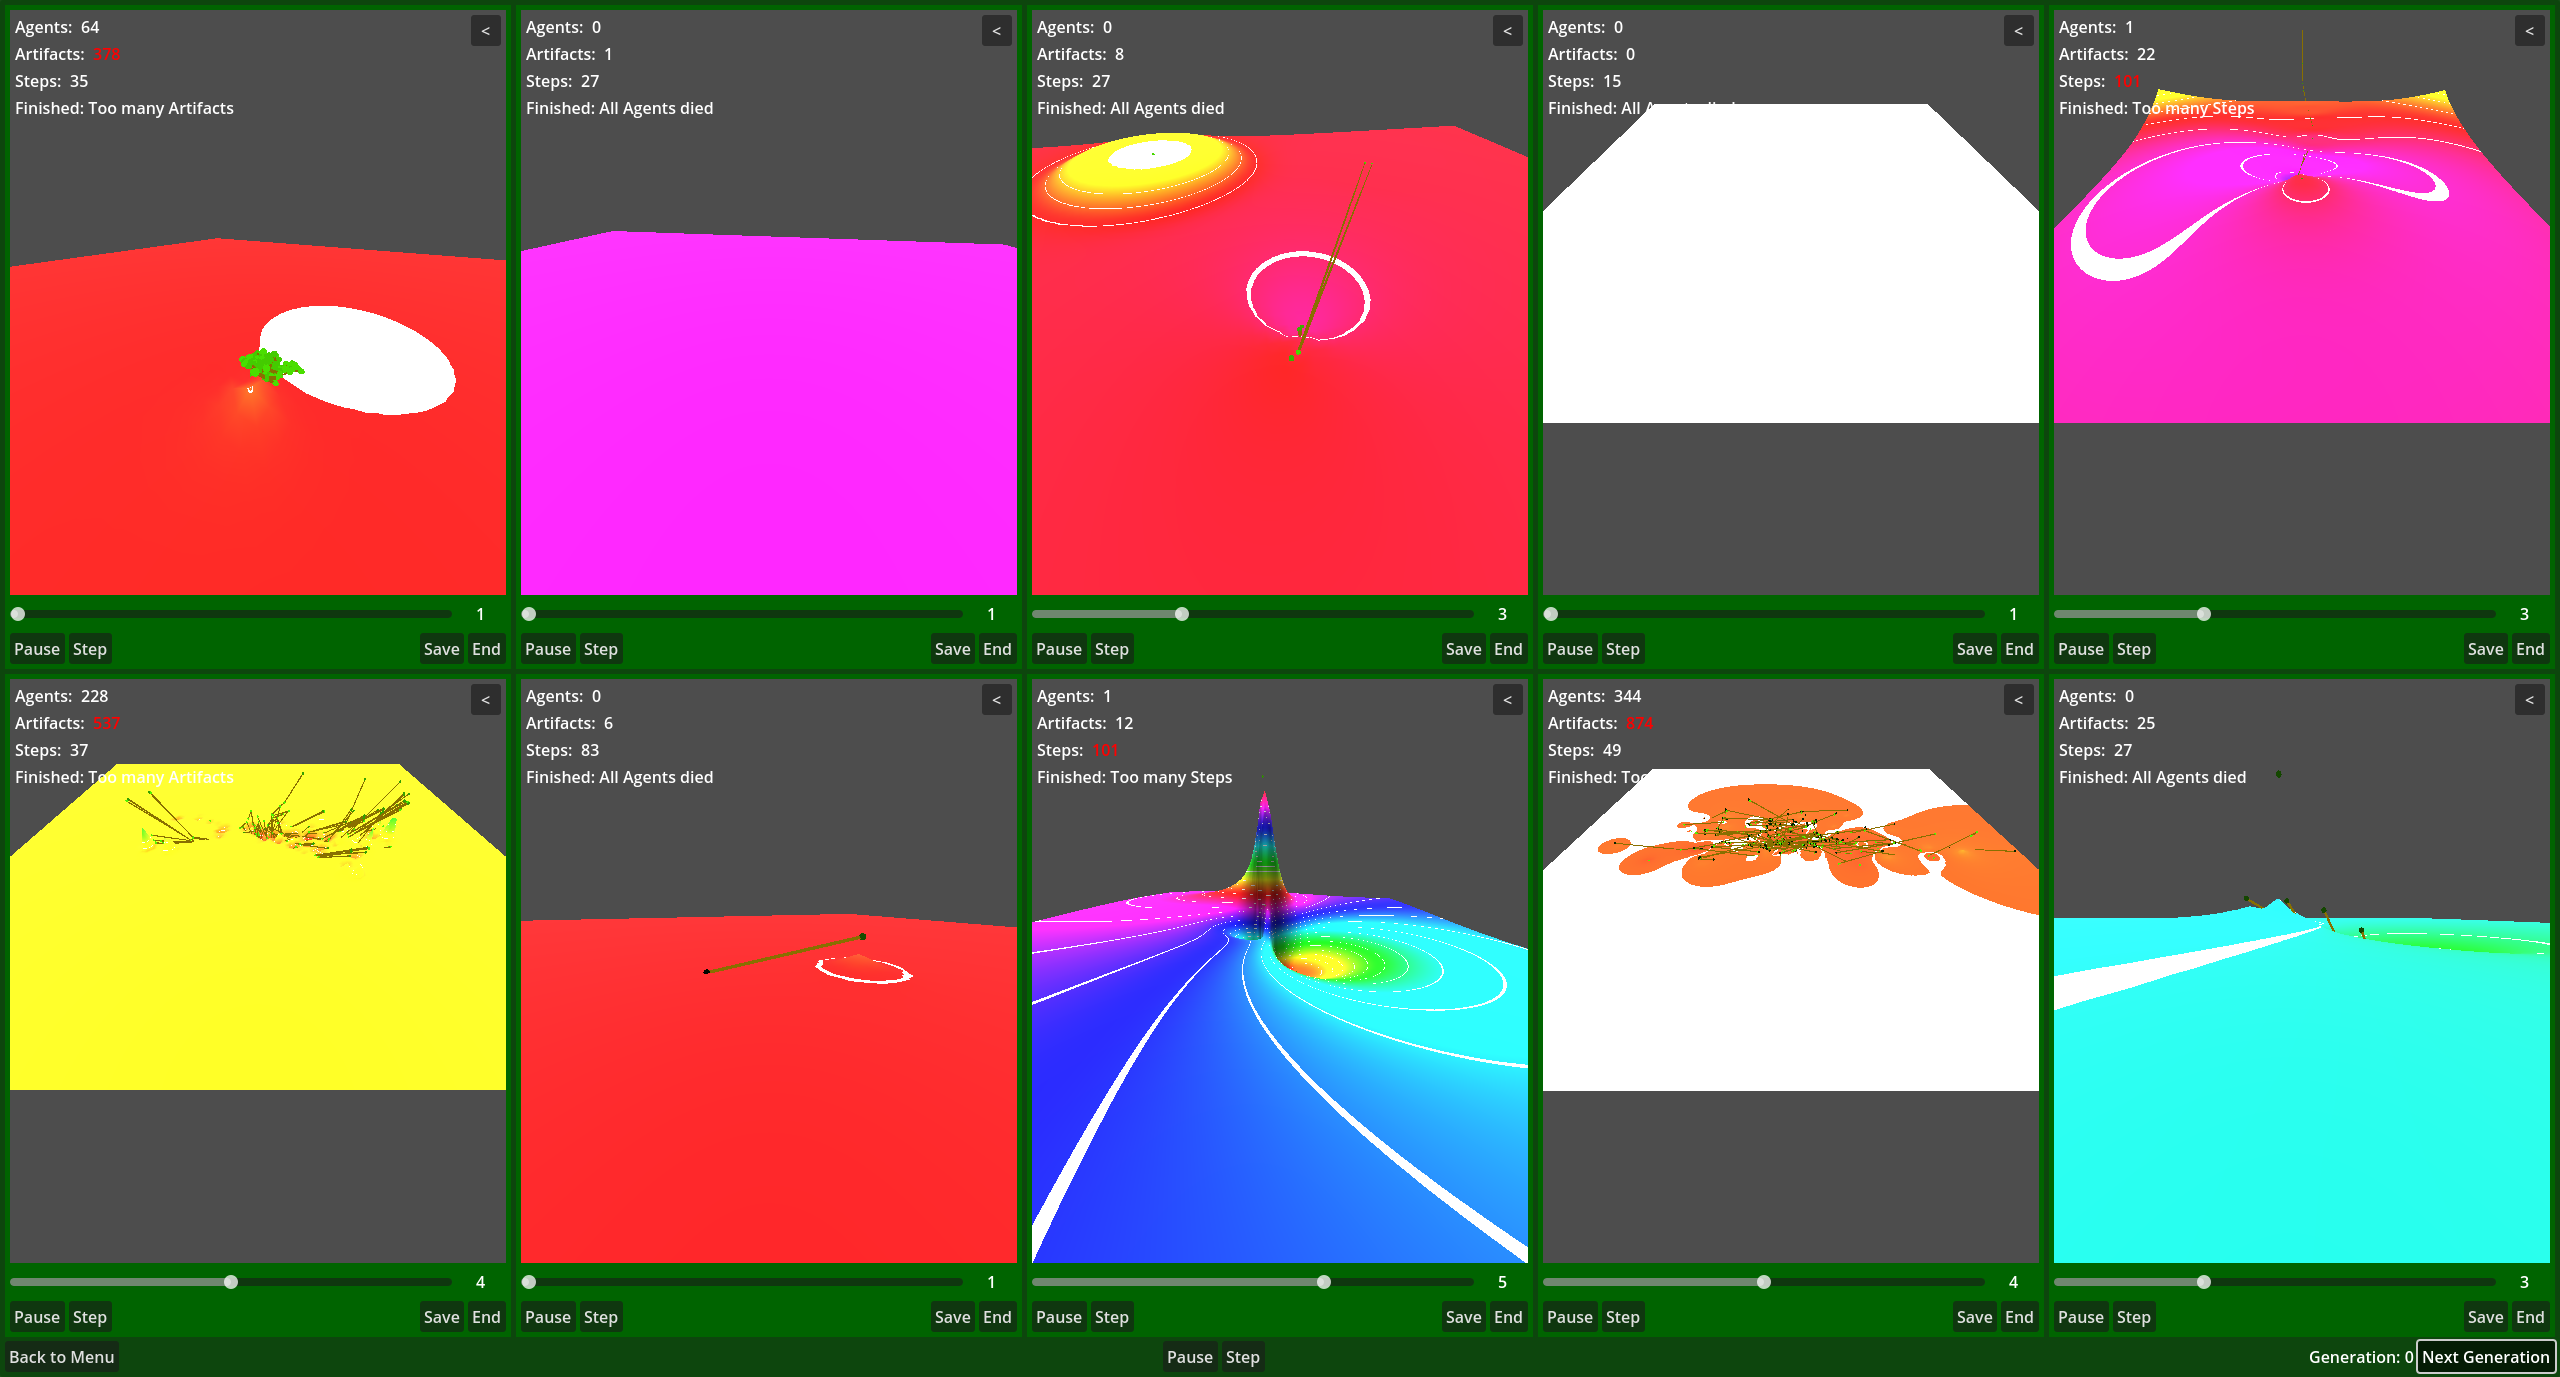 Agents: 64
<
Artifacts: 378
Steps: 35
Finished: Too many Artifacts
1
Pause Step Save End
Agents: 0
<
Artifacts: 1
Steps: 27
Finished: All Agents died
1
Pause Step Save End
Agents: 0
<
Artifacts: 8
Steps: 27
Finished: All Agents died
3
Pause Step Save End
Agents: 0
<
Artifacts: 0
Steps: 15
Finished: All
1
Pause Step Save End
Agents: 1
<
Artifacts: 22
Steps: 101
Finished: Too many Steps
3
Pause Step Save End
Agents: 228
<
Artifacts: 537
Steps: 37
Finished: Too many Artifacts
4
Pause Step Save End
Agents: 0
<
Artifacts: 6
Steps: 83
Finished: All Agents died
1
Pause Step Save End
Agents: 1
<
Artifacts: 12
Steps: 101
Finished: Too many Steps
5
Pause Step Save End
Agents: 344
<
Artifacts: 874
Steps: 49
Finished: Too
4
Pause Step Save End
Agents: 0
<
Artifacts: 25
Steps: 27
Finished: All Agents died
3
Pause Step Save End
Back to Menu Pause Step Generation: 0 Next Generation